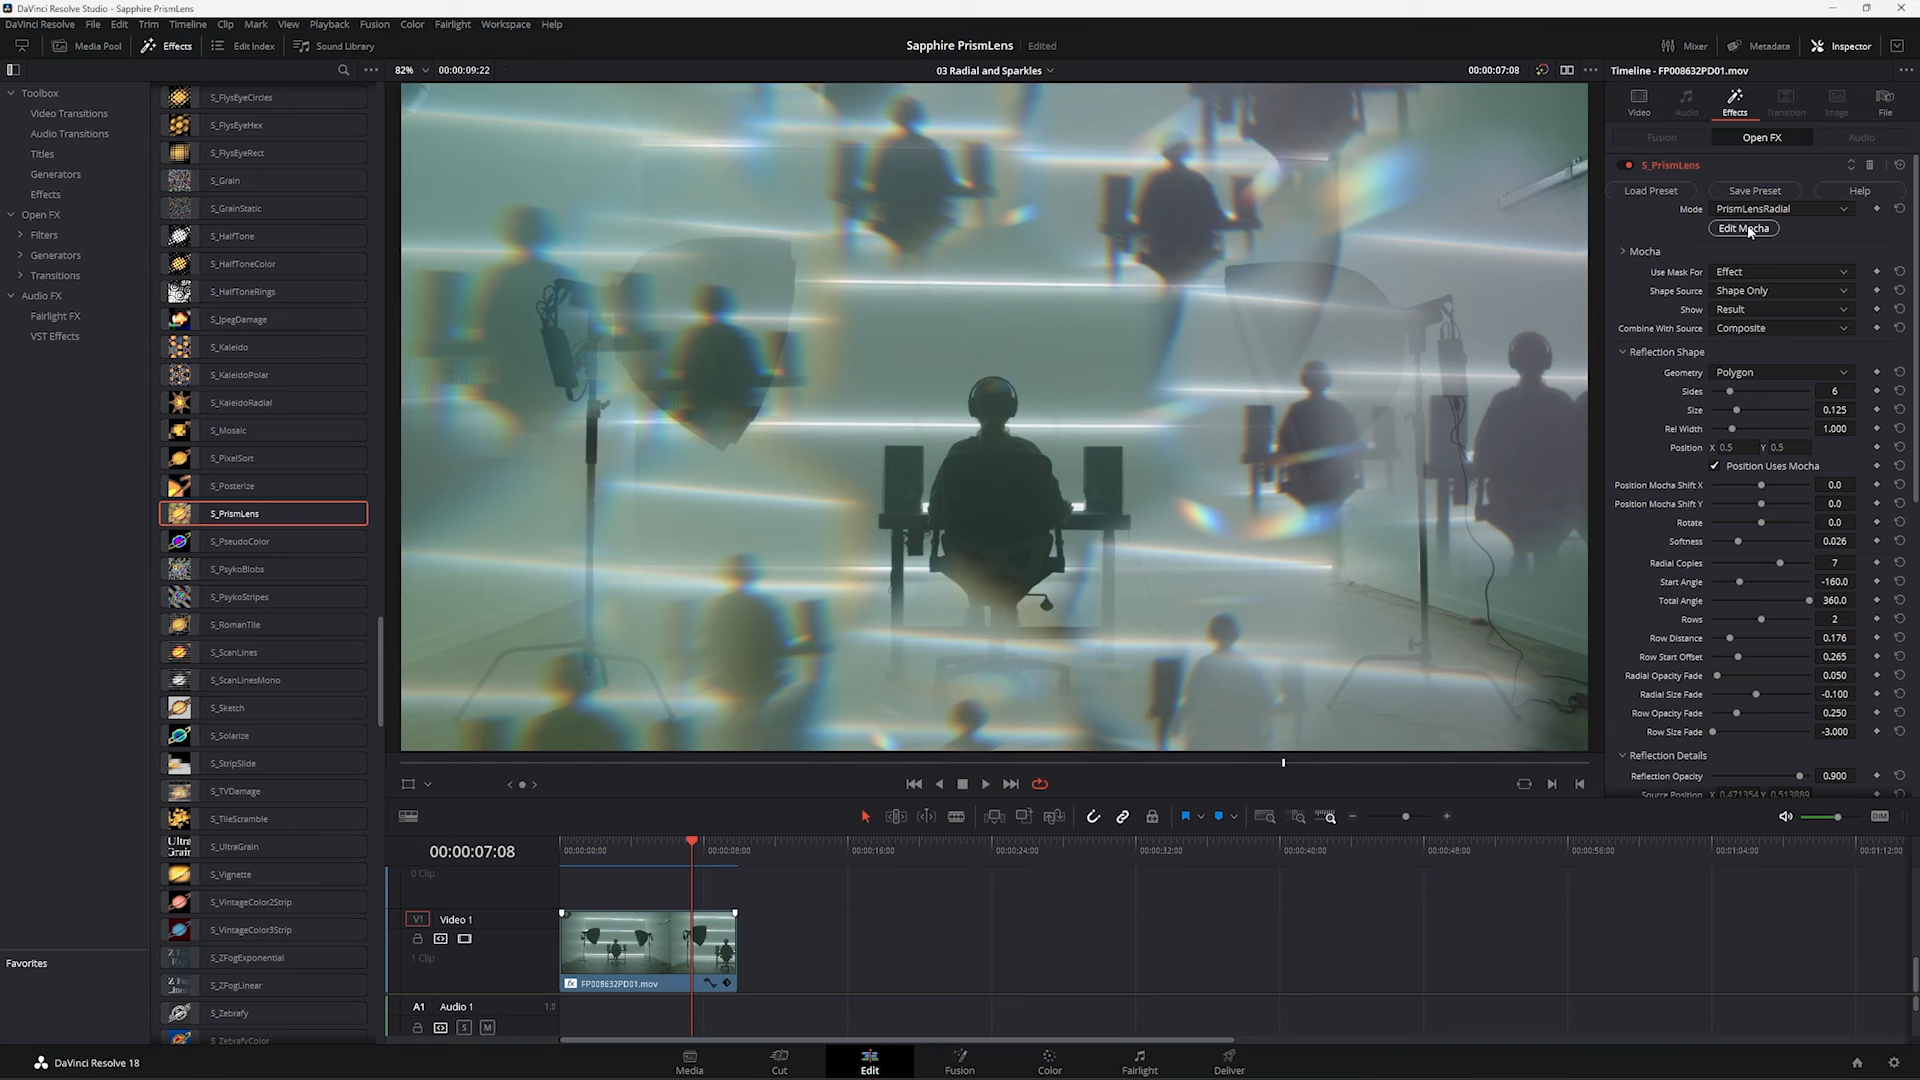 DaVinci Resolve Studio - Sapphire PrismLens
DaVinci Resolve File Edit Trim Timeline Clip Mark View Playback Fusion Color Fairlight Workspace Help
Media Pool Effects Edit Index Sound Library Sapphire PrismLens Edited Mixer Metadata Inspector
82% 00:00:09:22 03 Radial and Sparkles 00:00:07:08 Timeline - FP008632PD01.mov
Toolbox
Video Transitions
Audio Transitions
Titles
Generators
Effects
Open FX
Filters
Generators
Transitions
Audio FX
Fairlight FX
VST Effects
Favorites
S_FlysEyeCircles
S_FlysEyeHex
S_FlysEyeRect
S_Grain
S_GrainStatic
S_HalfTone
S_HalfToneColor
S_HalfToneRings
S_JpegDamage
S_Kaleido
S_KaleidoPolar
S_KaleidoRadial
S_Mosaic
S_PixelSort
S_Posterize
S_PrismLens
S_PseudoColor
S_PsykoBlobs
S_PsykoStripes
S_RomanTile
S_ScanLines
S_ScanLinesMono
S_Sketch
S_Solarize
S_StripSlide
S_TVDamage
S_TileScramble
S_UltraGrain
S_Vignette
S_VintageColor2Strip
S_VintageColor3Strip
S_ZFogExponential
S_ZFogLinear
S_Zebrafy
S_ZebrafyColor
Video Audio Effects Transition Image File
Fusion Open FX Audio
S_PrismLens
Load Preset Save Preset Help
Mode PrismLensRadial
Edit Mocha
Mocha
Use Mask For Effect
Shape Source Shape Only
Show Result
Combine With Source Composite
Reflection Shape
Geometry Polygon
Sides 6
Size 0.125
Rel Width 1.000
Position X 0.5 Y 0.5
Position Uses Mocha
Position Mocha Shift X 0.0
Position Mocha Shift Y 0.0
Rotate 0.0
Softness 0.026
Radial Copies 7
Start Angle -160.0
Total Angle 360.0
Rows 2
Row Distance 0.176
Row Start Offset 0.265
Radial Opacity Fade 0.050
Radial Size Fade -0.100
Row Opacity Fade 0.250
Row Size Fade -3.000
Reflection Details
Reflection Opacity 0.900
Source Position X 0.471354 Y 0.513889
DIM
00:00:07:08 00:00:00:00 00:00:08:00 00:00:16:00 00:00:24:00 00:00:32:00 00:00:40:00 00:00:48:00 00:00:56:00 00:01:04:00 00:01:12:00
0 Clip
V1 Video 1
1 Clip
FP008632PD01.mov
A1 Audio 1 1.0
S M
DaVinci Resolve 18 Media Cut Edit Fusion Color Fairlight Deliver